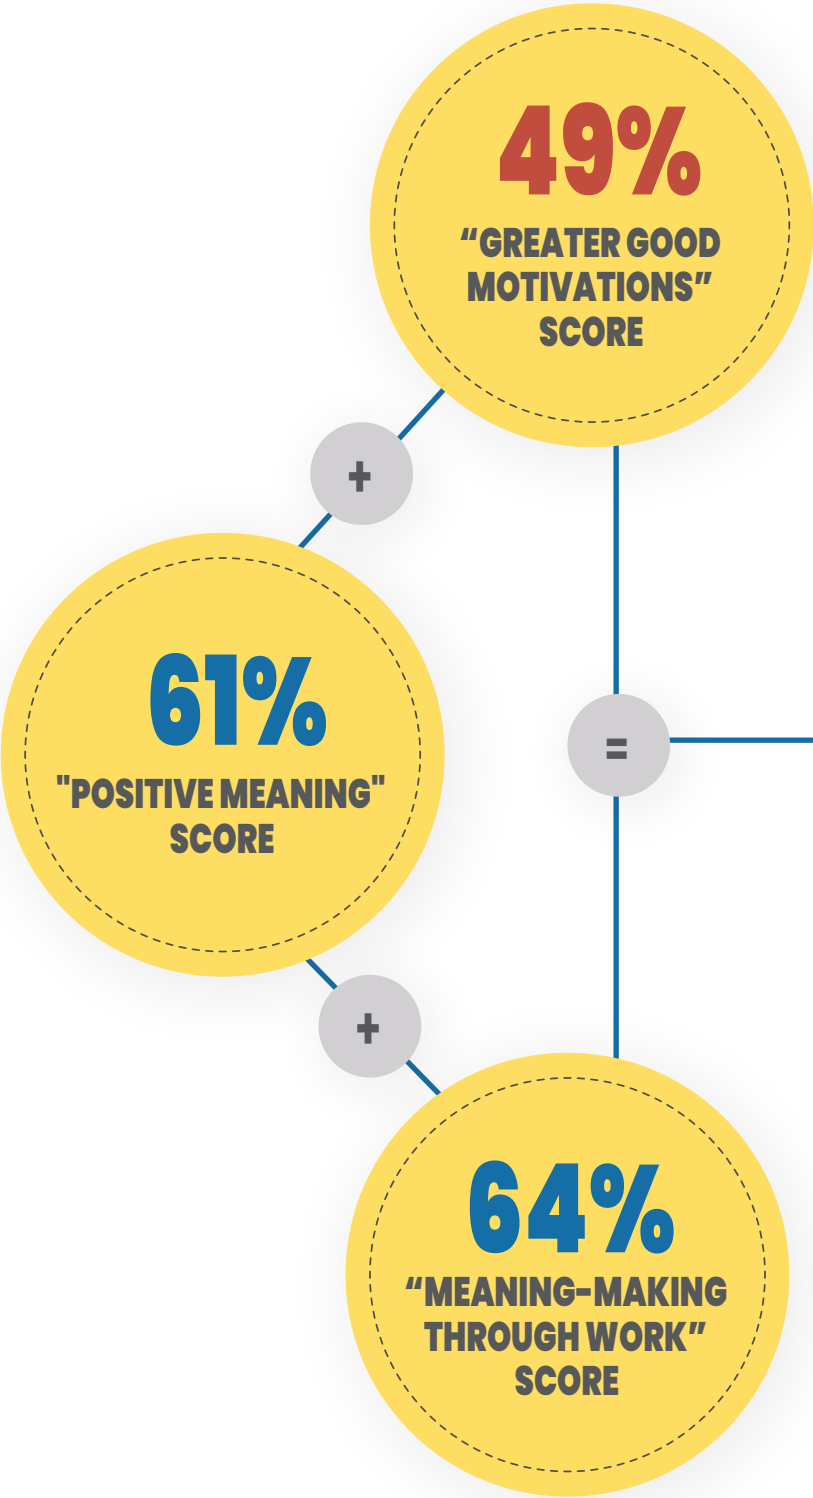 49%
“GREATER GOOD
MOTIVATIONS”
SCORE
+
61%
"POSITIVE MEANING"
SCORE
=
+
64%
“MEANING-MAKING
THROUGH WORK”
SCORE